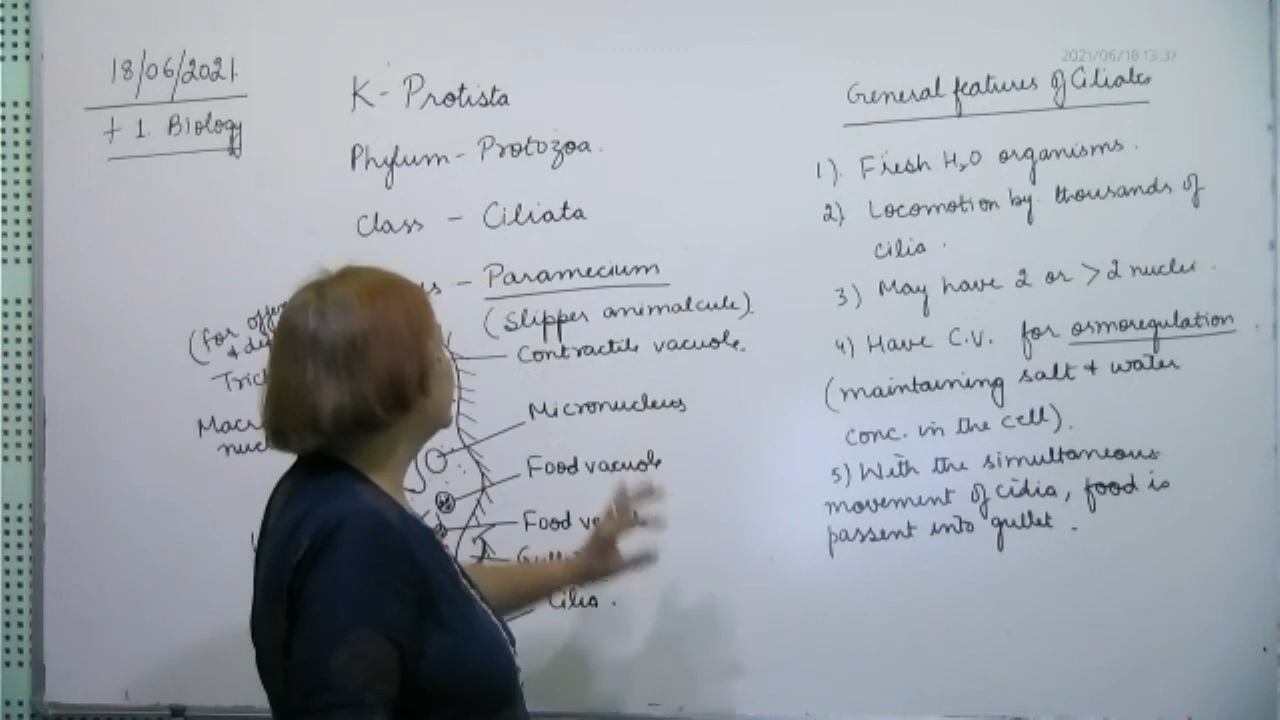 2021/06/18 13:37
18/06/2021.
+ 1. Biology
K - Protista
Phylum - Protozoa.
Class - Ciliata
- Paramecium
(Slipper animalcule)
(for
Contractile vacuole.
Micronucleus
Food vacuole
Food
Cilia.
General features of Ciliates
1). Fresh H2O organisms.
2) Locomotion by thousands of
cilia.
3) May have 2 or > 2 nuclei.
4) Have C.V. for osmoregulation.
(maintaining salt + water
conc. in the cell).
5) With the simultaneous
movement of cilia, food is
passent into gullet.